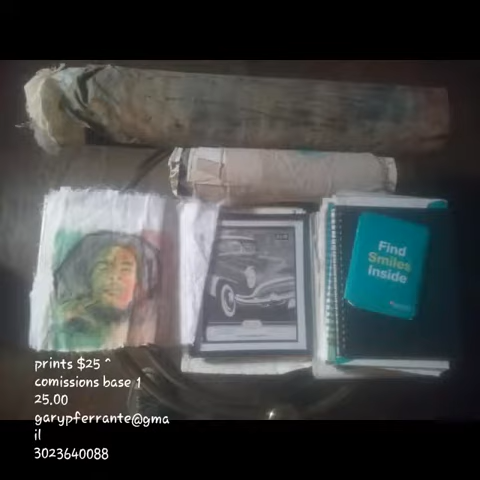 Find
Smiles
Inside
prints $25 ^
comissions base 1
25.00
garypferrante@gma
il
3023640088